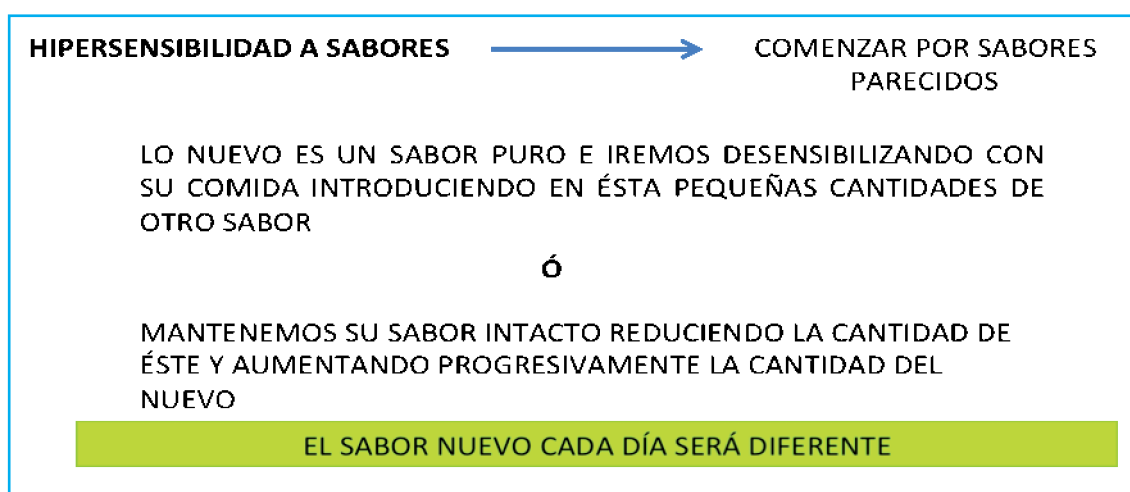 HIPERSENSIBILIDAD A SABORES
COMENZAR POR SABORES
PARECIDOS
LO NUEVO ES UN SABOR PURO E IREMOS DESENSIBILIZANDO CON
SU COMIDA INTRODUCIENDO EN ÉSTA PEQUEÑAS CANTIDADES DE
OTRO SABOR
Ó
MANTENEMOS SU SABOR INTACTO REDUCIENDO LA CANTIDAD DE
ÉSTE Y AUMENTANDO PROGRESIVAMENTE LA CANTIDAD DEL
NUEVO
EL SABOR NUEVO CADA DÍA SERÁ DIFERENTE